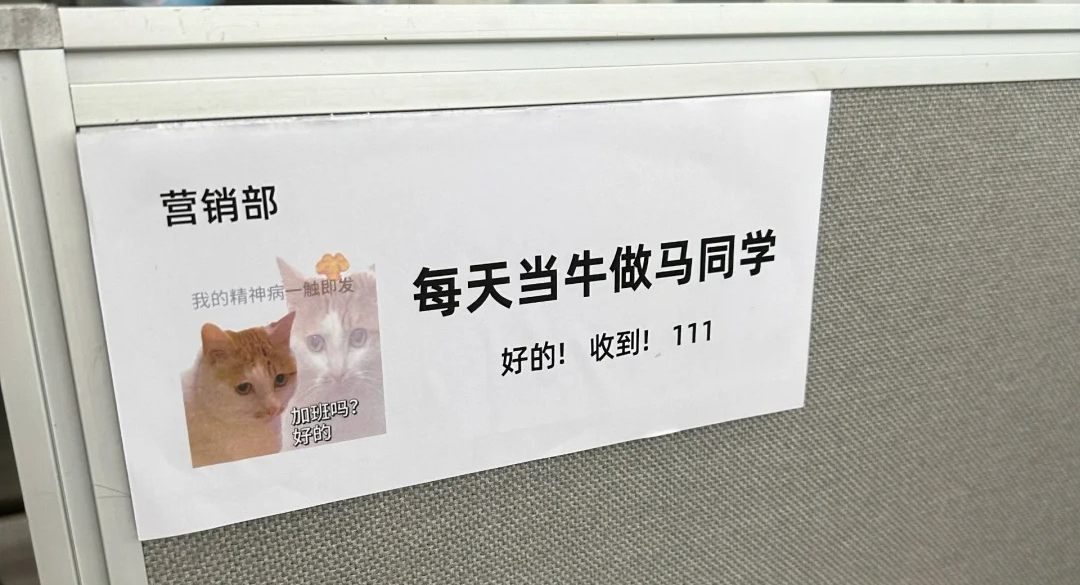 营销部
我的精神病一触即发
加班吗?
好的
每天当牛做马同学
好的! 收到! 111